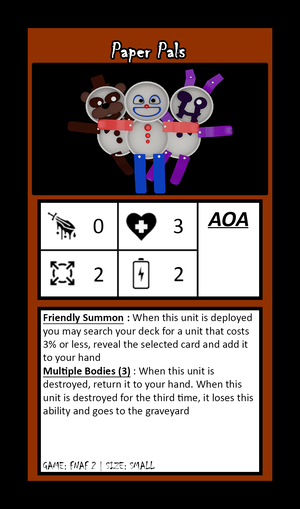 Paper Pals
0 3 AOA
2 2
Friendly Summon : When this unit is deployed
you may search your deck for a unit that costs
3% or less, reveal the selected card and add it
to your hand
Multiple Bodies (3) : When this unit is
destroyed, return it to your hand. When this
unit is destroyed for the third time, it loses this
ability and goes to the graveyard
GAME: FNAF 2 | SIZE: SMALL